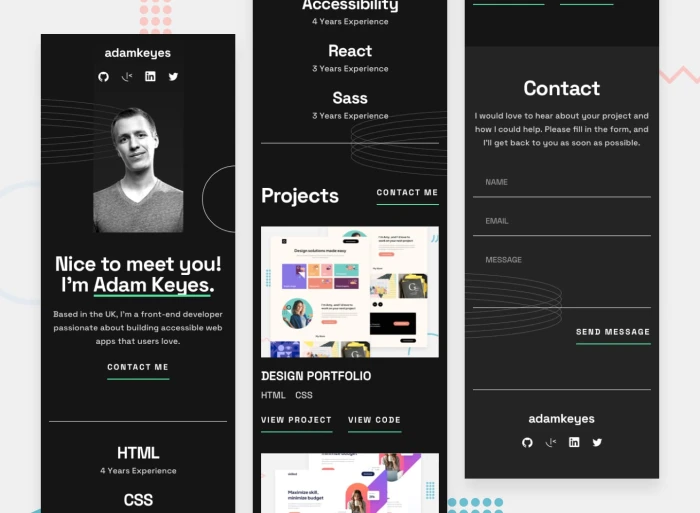 adamkeyes
Nice to meet you!
I'm Adam Keyes.
Based in the UK, I'm a front-end developer
passionate about building accessible web
apps that users love.
CONTACT ME
HTML
4 Years Experience
CSS
Accessibility
4 Years Experience
React
3 Years Experience
Sass
3 Years Experience
Projects
CONTACT ME
Design solutions made easy
DESIGN PORTFOLIO
HTML CSS
VIEW PROJECT VIEW CODE
Maximize skill,
minimize budget
Contact
I would love to hear about your project and
how I could help. Please fill in the form, and
I'll get back to you as soon as possible.
NAME
EMAIL
MESSAGE
SEND MESSAGE
adamkeyes